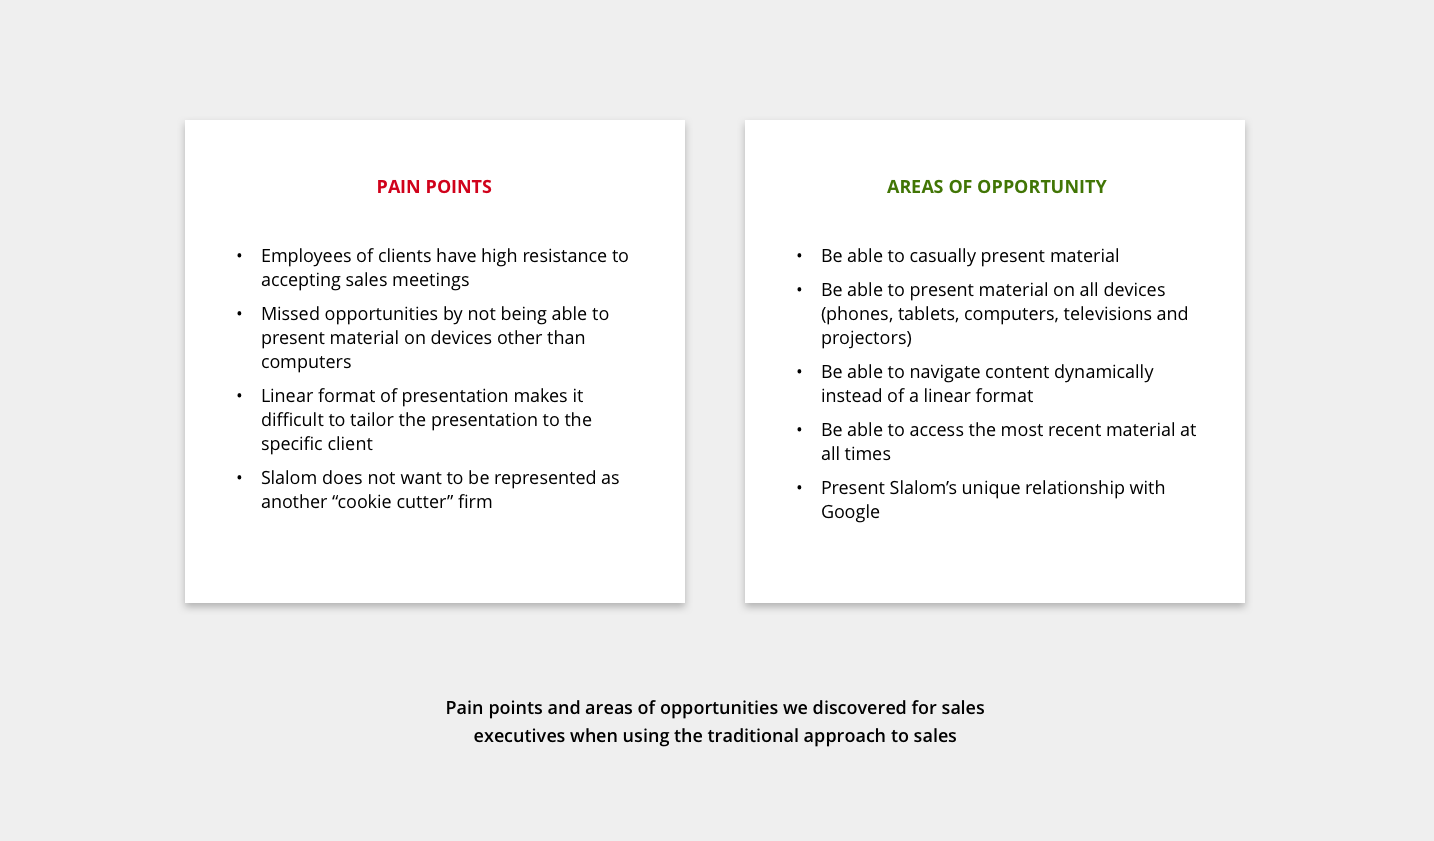 PAIN POINTS
• Employees of clients have high resistance to
accepting sales meetings
• Missed opportunities by not being able to
present material on devices other than
computers
• Linear format of presentation makes it
difficult to tailor the presentation to the
specific client
• Slalom does not want to be represented as
another “cookie cutter” firm
AREAS OF OPPORTUNITY
• Be able to casually present material
• Be able to present material on all devices
(phones, tablets, computers, televisions and
projectors)
• Be able to navigate content dynamically
instead of a linear format
• Be able to access the most recent material at
all times
• Present Slalom’s unique relationship with
Google
Pain points and areas of opportunities we discovered for sales
executives when using the traditional approach to sales